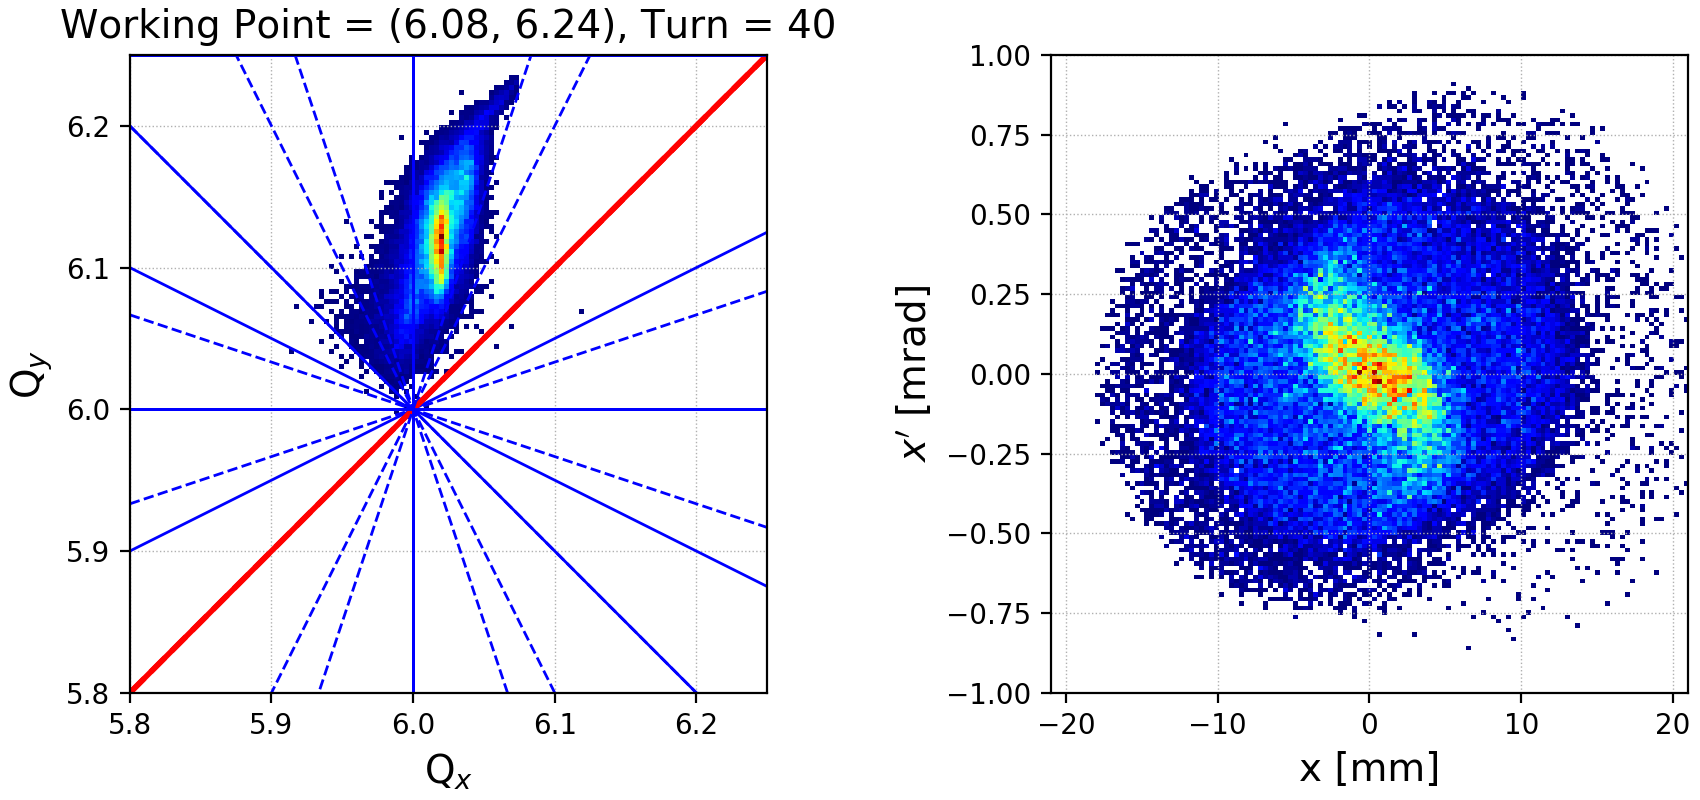 Working Point = (6.08, 6.24), Turn = 40
6.2
6.1
6.0
5.9
5.8
Qy
5.8 5.9 6.0 6.1 6.2
Qx
1.00
0.75
0.50
0.25
0.00
−0.25
−0.50
−0.75
−1.00
x′ [mrad]
−20 −10 0 10 20
x [mm]